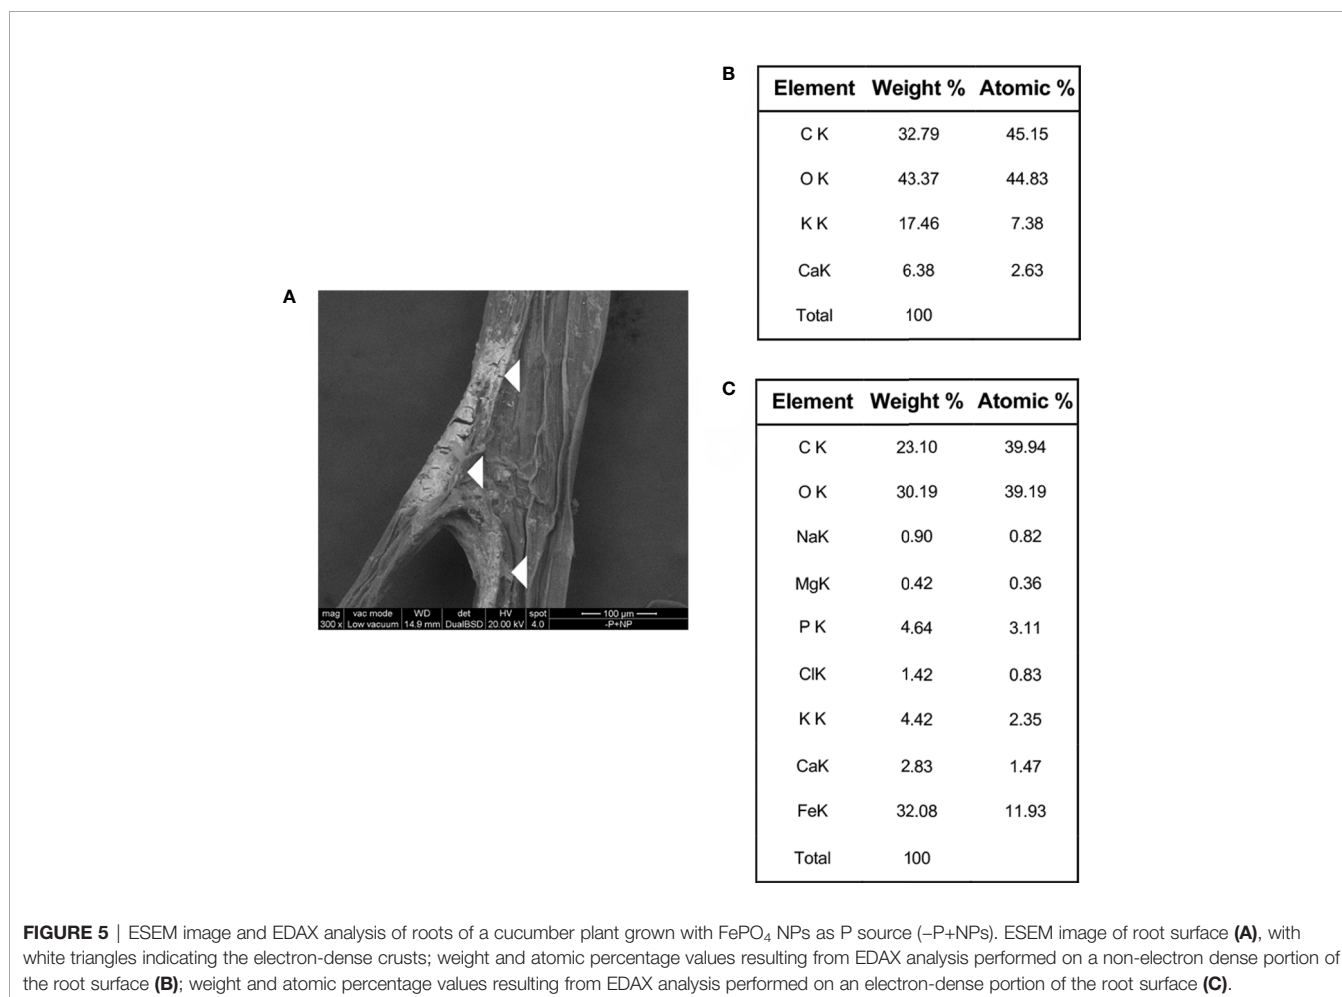 B
Element Weight % Atomic %
C K 32.79 45.15
O K 43.37 44.83
K K 17.46 7.38
CaK 6.38 2.63
Total 100
A
mag vac mode WD det HV spot 100 µm
300 x Low vacuum 14.9 mm DualBSD 20.00 kV 4.0 -P+NP
C
Element Weight % Atomic %
C K 23.10 39.94
O K 30.19 39.19
NaK 0.90 0.82
MgK 0.42 0.36
P K 4.64 3.11
ClK 1.42 0.83
K K 4.42 2.35
CaK 2.83 1.47
FeK 32.08 11.93
Total 100
FIGURE 5 | ESEM image and EDAX analysis of roots of a cucumber plant grown with FePO₄ NPs as P source (−P+NPs). ESEM image of root surface (A), with
white triangles indicating the electron-dense crusts; weight and atomic percentage values resulting from EDAX analysis performed on a non-electron dense portion of
the root surface (B); weight and atomic percentage values resulting from EDAX analysis performed on an electron-dense portion of the root surface (C).